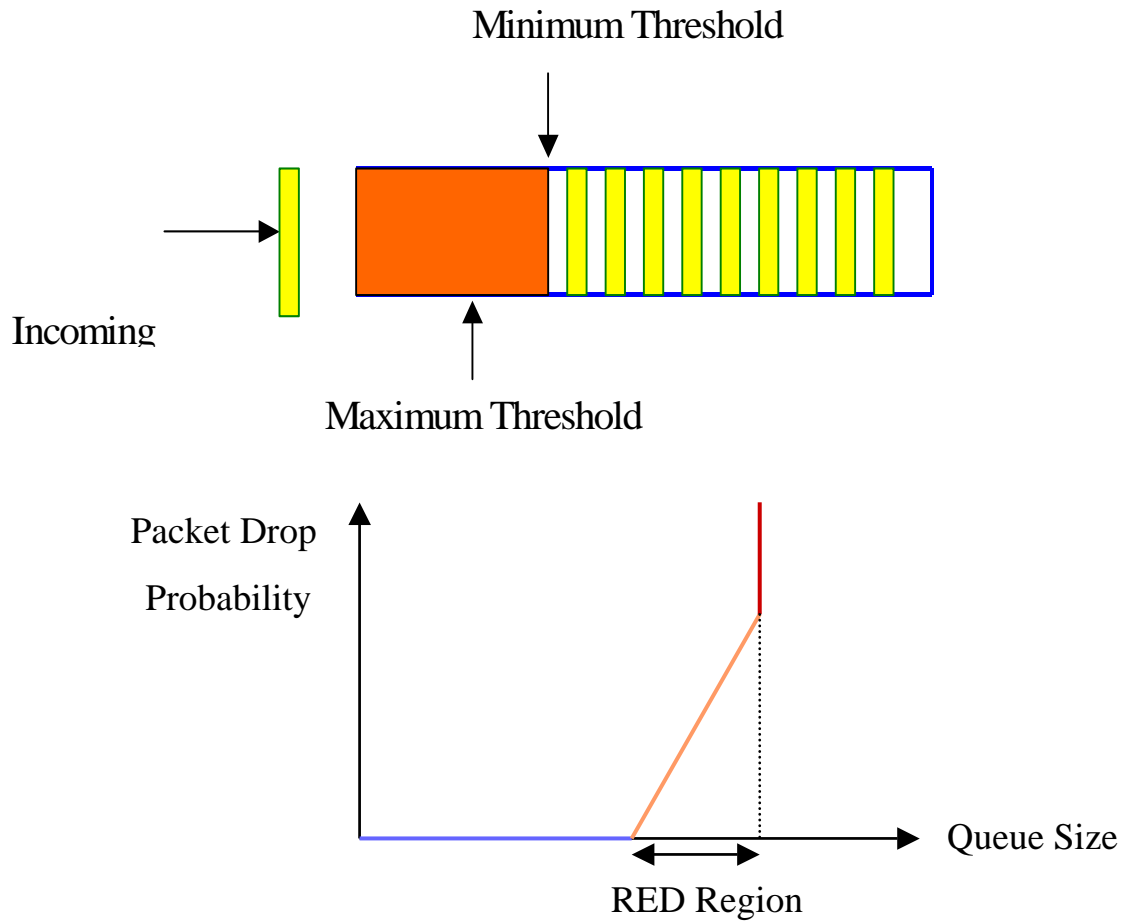 Minimum Threshold
Incoming
Maximum Threshold
Packet Drop
Probability
Queue Size
RED Region